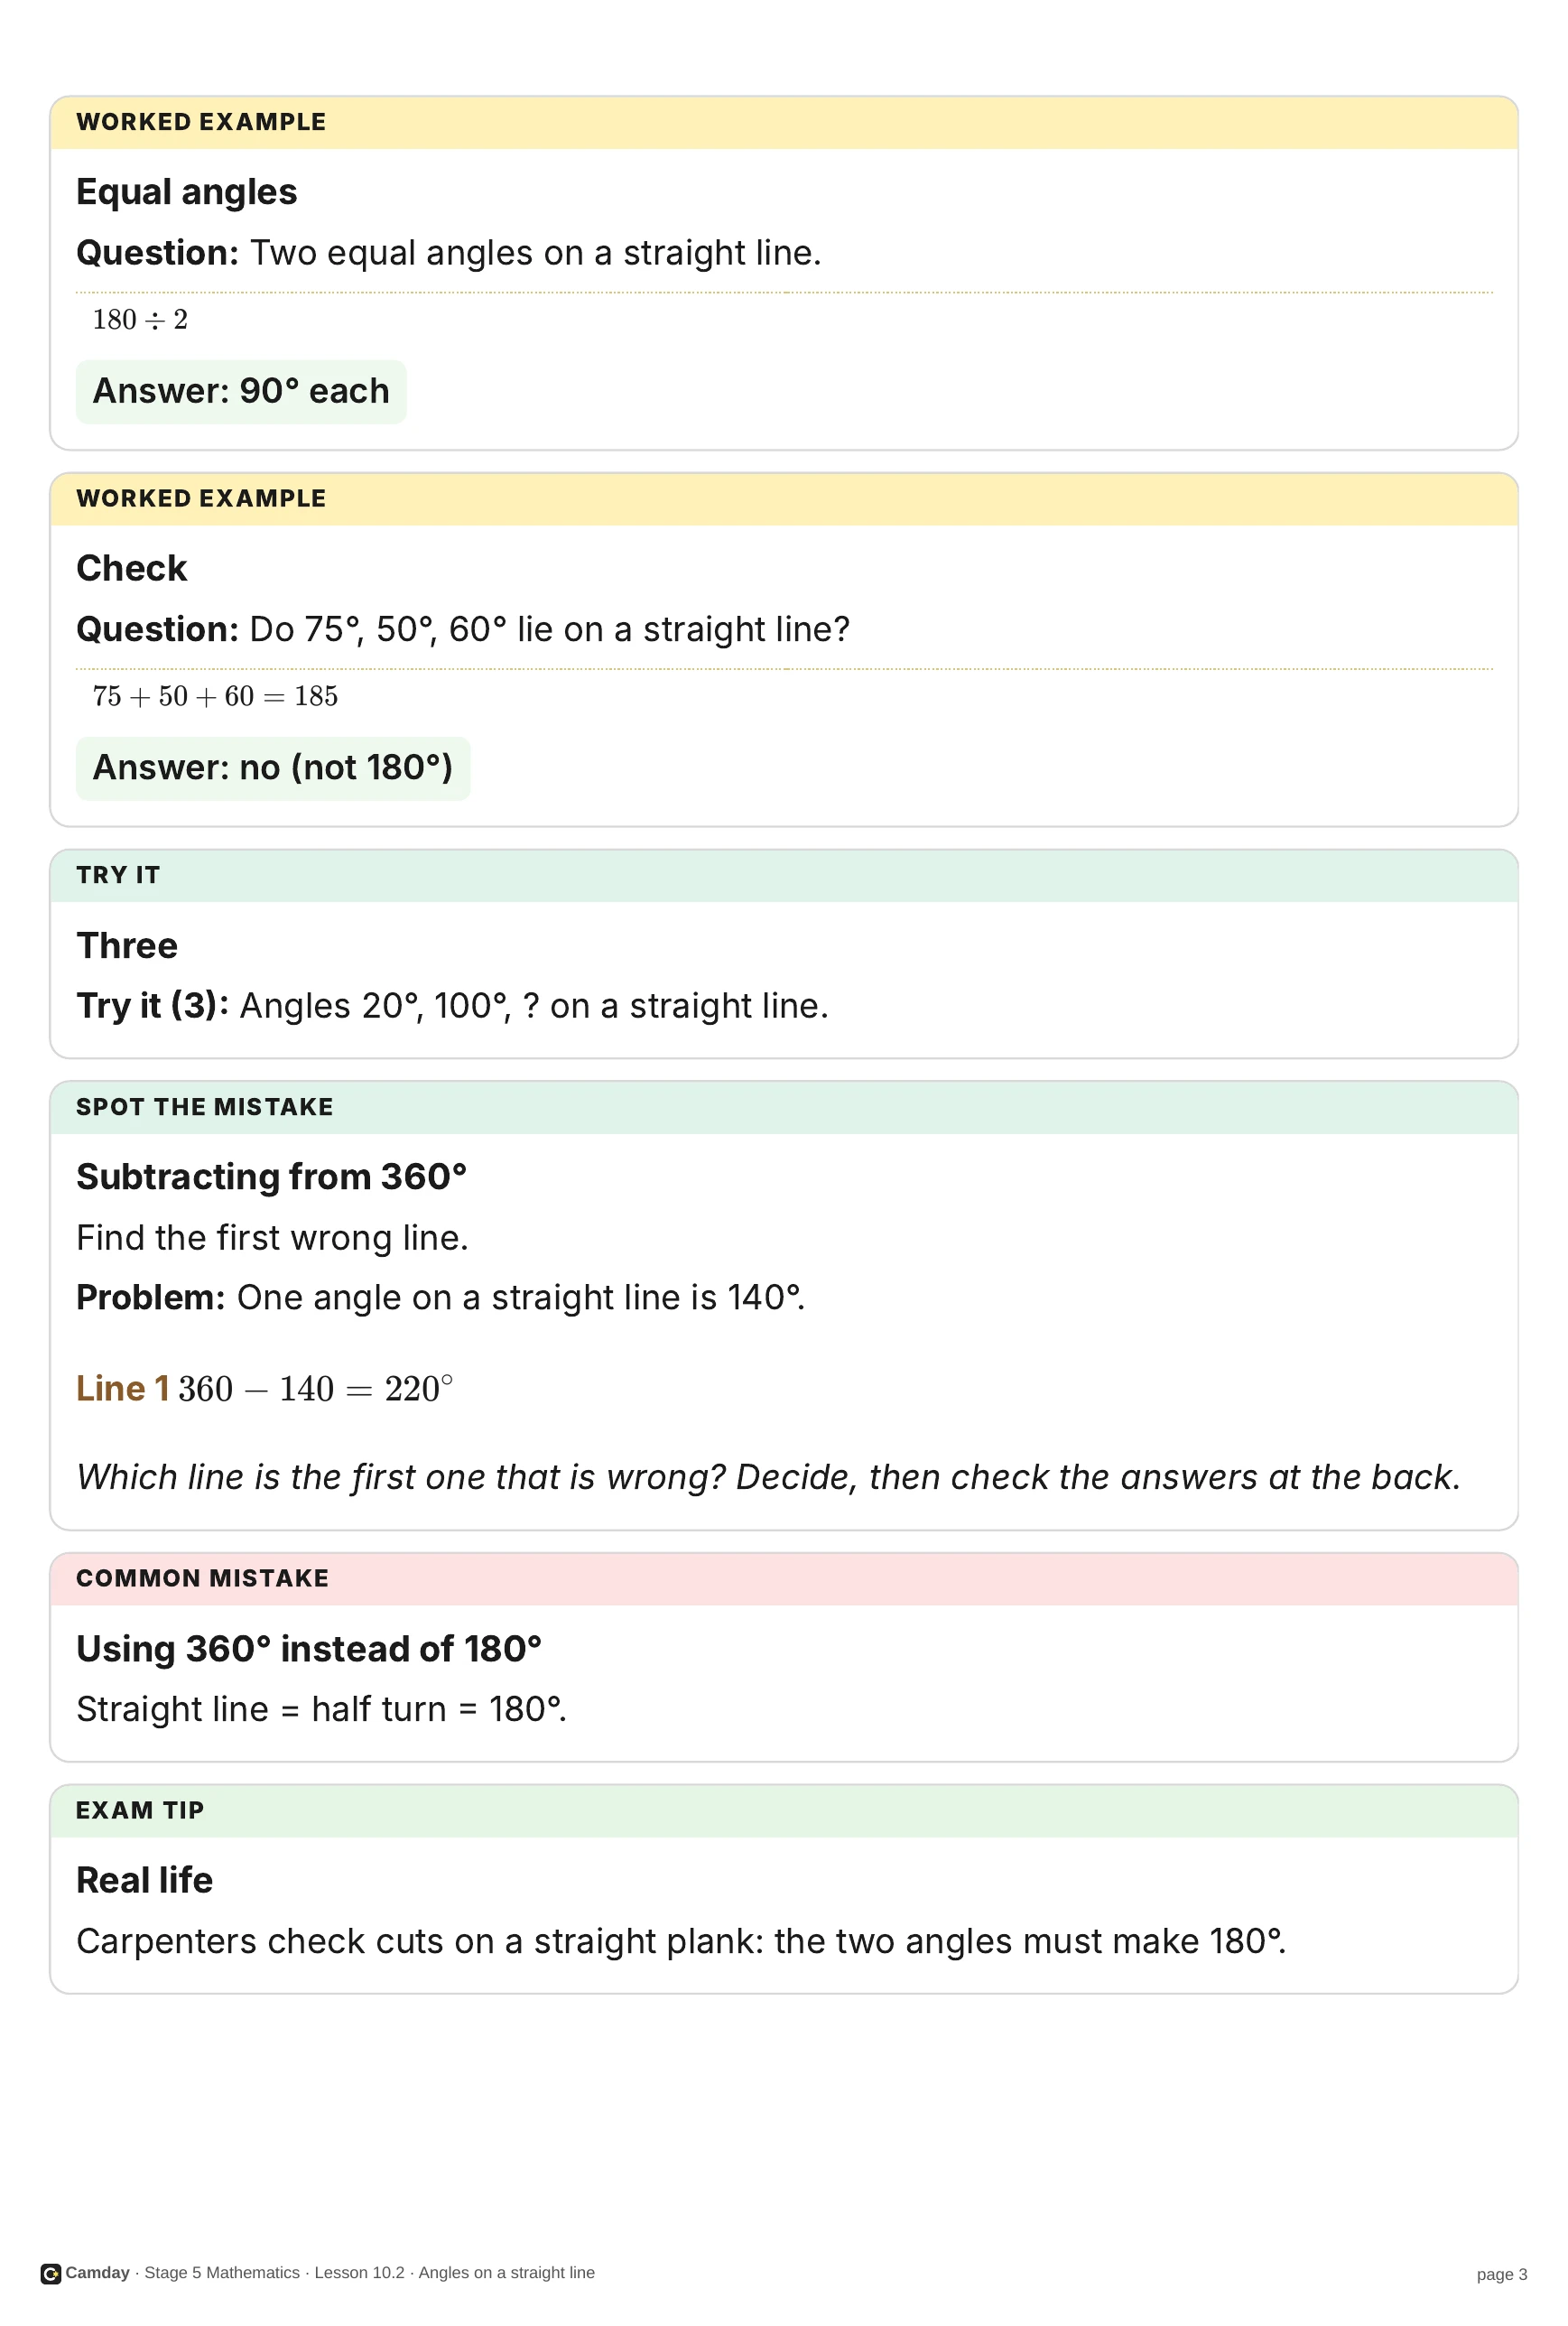 WORKED EXAMPLE
Equal angles
Question: Two equal angles on a straight line.
180 ÷ 2
Answer: 90° each
WORKED EXAMPLE
Check
Question: Do 75°, 50°, 60° lie on a straight line?
75 + 50 + 60 = 185
Answer: no (not 180°)
TRY IT
Three
Try it (3): Angles 20°, 100°, ? on a straight line.
SPOT THE MISTAKE
Subtracting from 360°
Find the first wrong line.
Problem: One angle on a straight line is 140°.
Line 1 360 − 140 = 220°
Which line is the first one that is wrong? Decide, then check the answers at the back.
COMMON MISTAKE
Using 360° instead of 180°
Straight line = half turn = 180°.
EXAM TIP
Real life
Carpenters check cuts on a straight plank: the two angles must make 180°.
Camday · Stage 5 Mathematics · Lesson 10.2 · Angles on a straight line
page 3